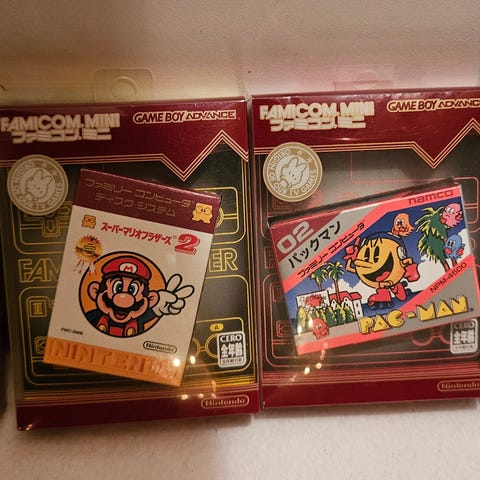 FAMICOM MINI
ファミコンミニ
GAME BOY ADVANCE
ファミリー コンピュータ
ディスク システム
スーパーマリオブラザーズ2
Nintendo
NINTEN
A
II
CERO
全年齢
Nintendo
FAMICOM MINI
ファミコンミニ
GAME BOY ADVANCE
namco
02
パックマン
ファミリー コンピュータ
NPM-4500
PAC-MAN
CERO
全年齢
Nintendo